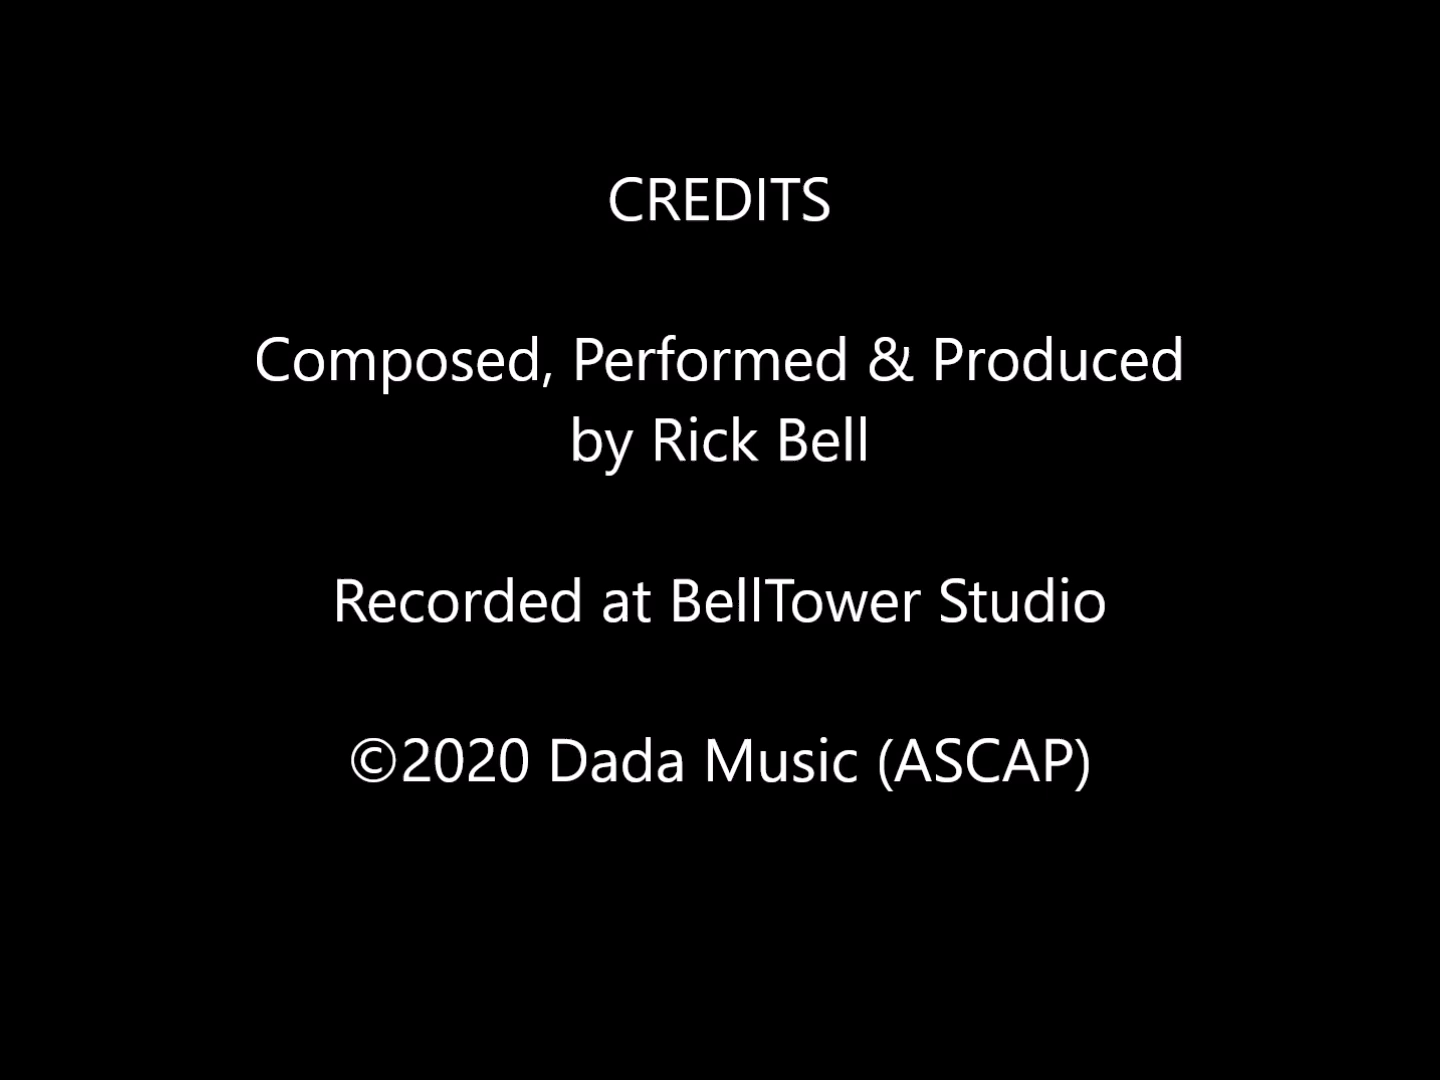 CREDITS
Composed, Performed & Produced
by Rick Bell
Recorded at BellTower Studio
©2020 Dada Music (ASCAP)